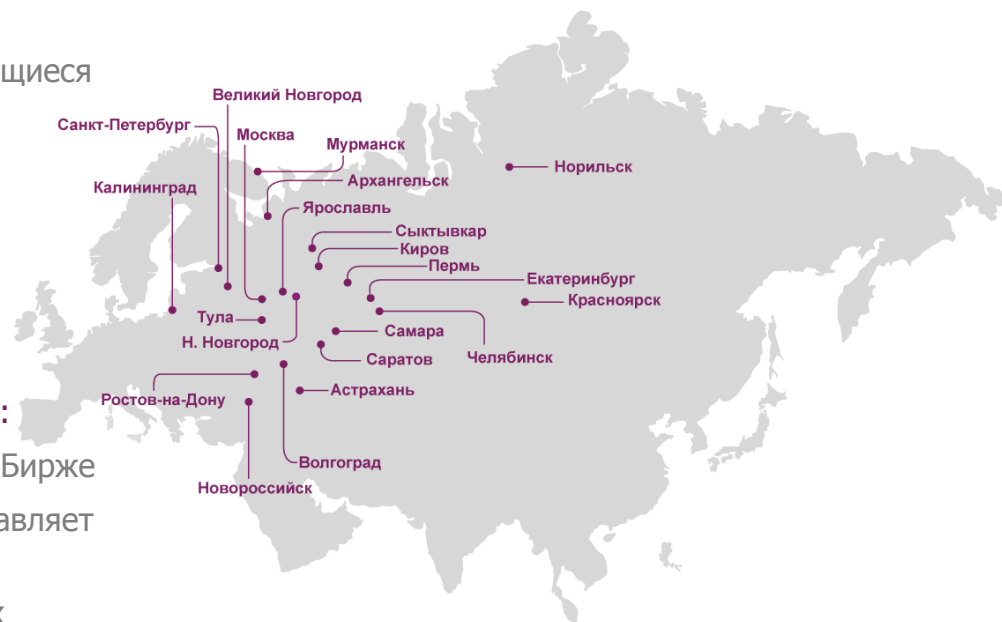 щиеся
Великий Новгород
Санкт-Петербург
Москва
Мурманск
Норильск
Архангельск
Калининград
Ярославль
Сыктывкар
Киров
Пермь
Екатеринбург
Красноярск
Тула
Самара
Н. Новгород
Челябинск
Саратов
Астрахань
Ростов-на-Дону
:
Бирже
Волгоград
Новороссийск
авляет